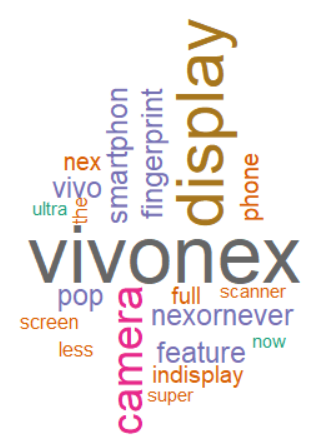 display
smartphon
fingerprint
nex
phone
vivo
the
ultra
vivonex
pop
camera
full
scanner
nexornever
screen
less
feature
now
indisplay
super